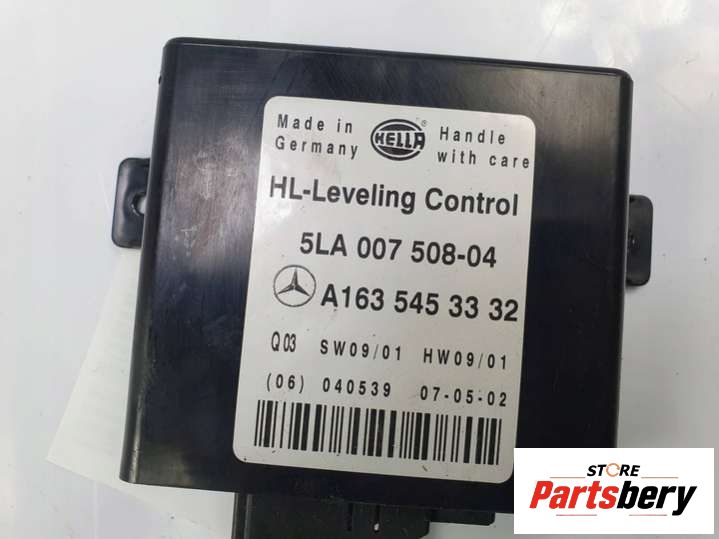 Made in Germany
HELLA ®
Handle with care
HL-Leveling Control
5LA 007 508-04
A163 545 33 32
Q03 SW09/01 HW09/01
(06) 040539 07-05-02
STORE
Partsbery